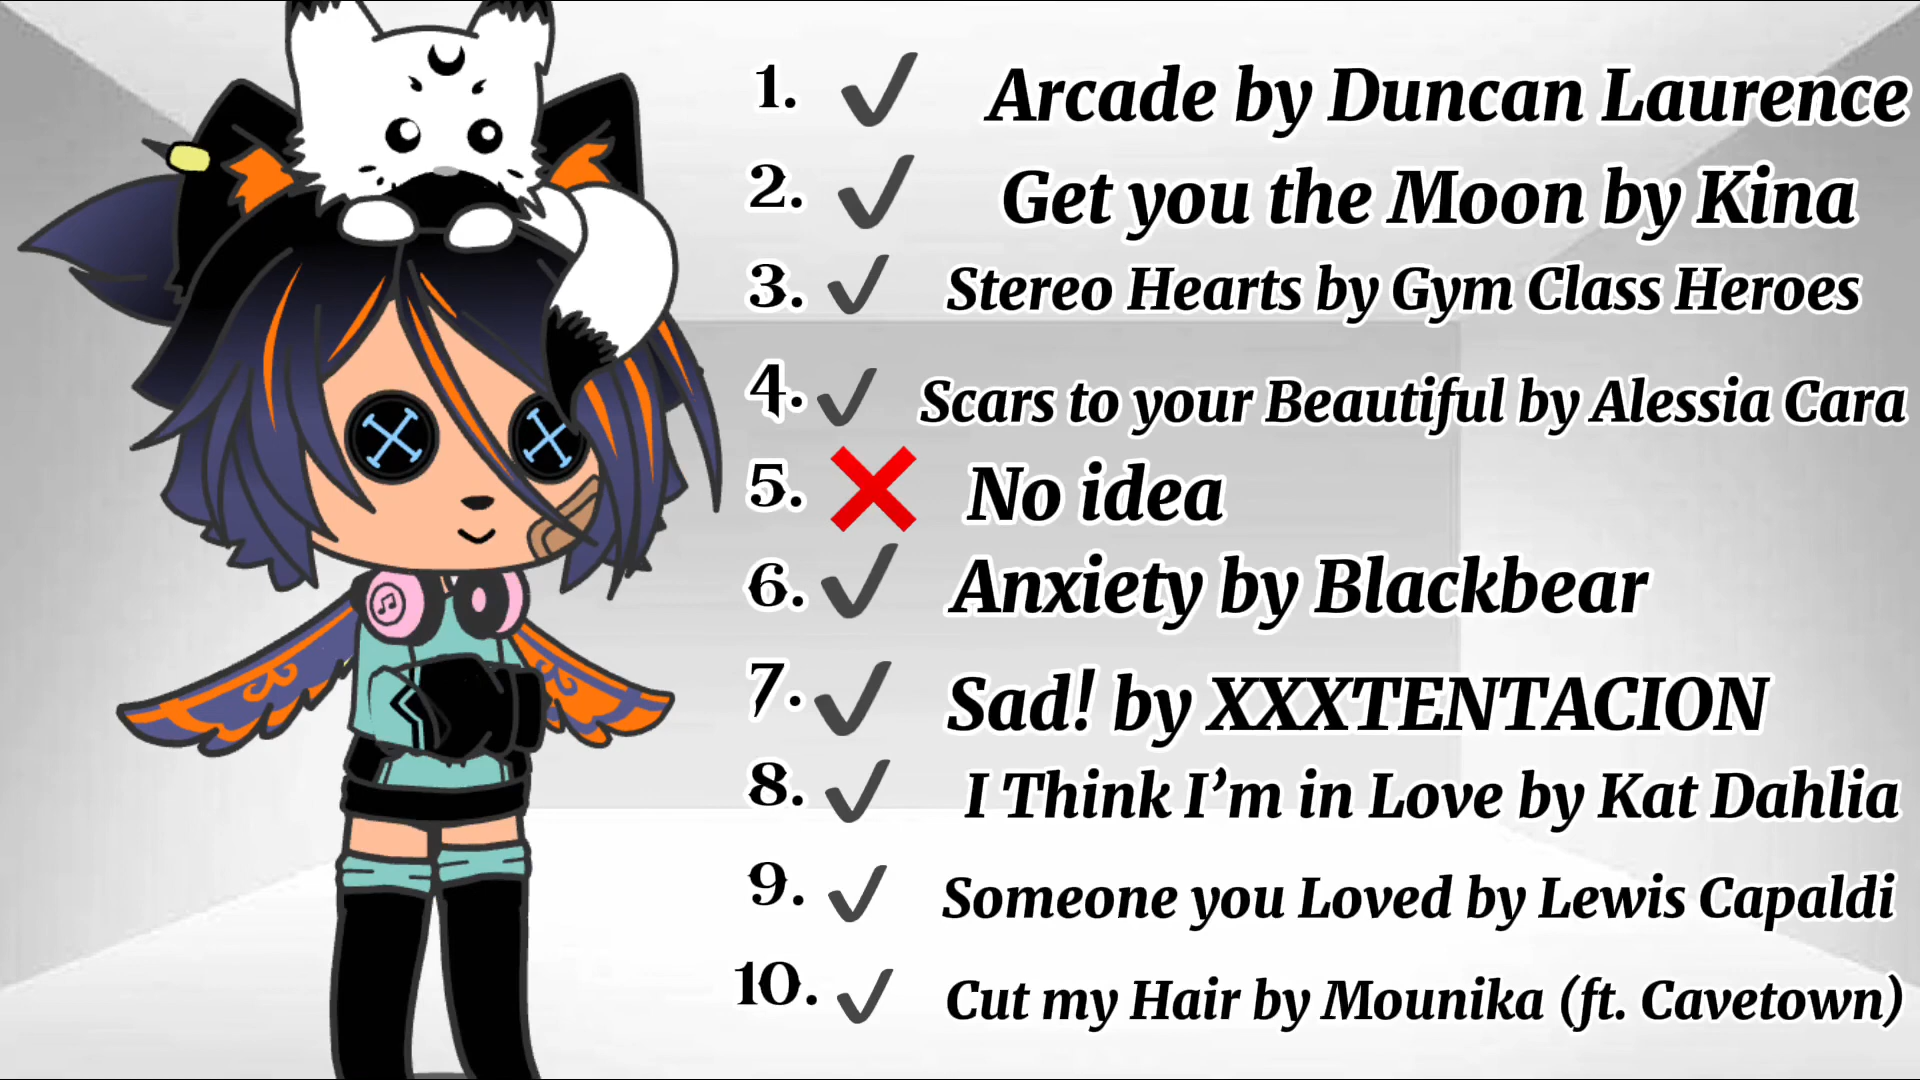 1. ✔ Arcade by Duncan Laurence
2. ✔ Get you the Moon by Kina
3. ✔ Stereo Hearts by Gym Class Heroes
4. ✔ Scars to your Beautiful by Alessia Cara
5. ❌ No idea
6. ✔ Anxiety by Blackbear
7. ✔ Sad! by XXXTENTACION
8. ✔ I Think I’m in Love by Kat Dahlia
9. ✔ Someone you Loved by Lewis Capaldi
10. ✔ Cut my Hair by Mounika (ft. Cavetown)